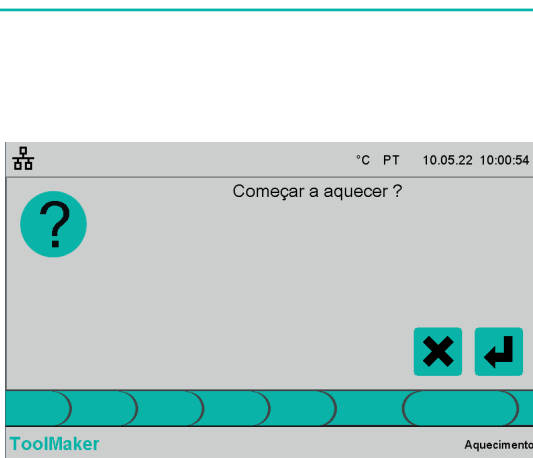 °C PT 10.05.22 10:00:54
Começar a aquecer ?
?
ToolMaker Aquecimento